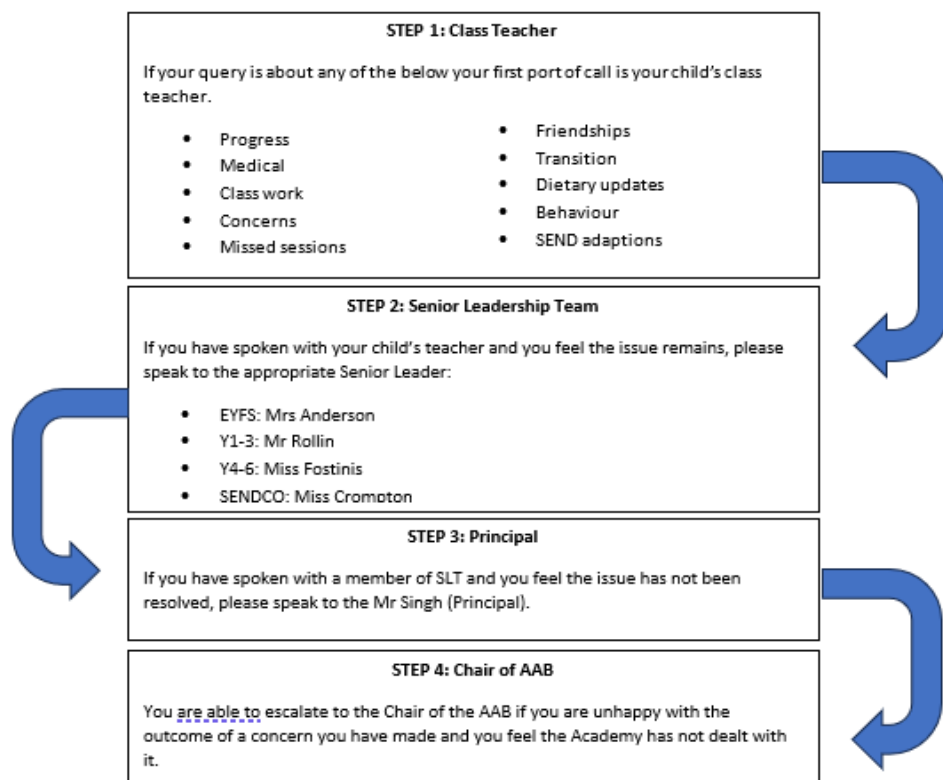 STEP 1: Class Teacher
If your query is about any of the below your first port of call is your child's class
teacher.
• Progress
• Medical
• Class work
• Concerns
• Missed sessions
• Friendships
• Transition
• Dietary updates
• Behaviour
• SEND adaptions
STEP 2: Senior Leadership Team
If you have spoken with your child's teacher and you feel the issue remains, please
speak to the appropriate Senior Leader:
• EYFS: Mrs Anderson
• Y1-3: Mr Rollin
• Y4-6: Miss Fostinis
• SENDCO: Miss Crompton
STEP 3: Principal
If you have spoken with a member of SLT and you feel the issue has not been
resolved, please speak to the Mr Singh (Principal).
STEP 4: Chair of AAB
You are able to escalate to the Chair of the AAB if you are unhappy with the
outcome of a concern you have made and you feel the Academy has not dealt with
it.